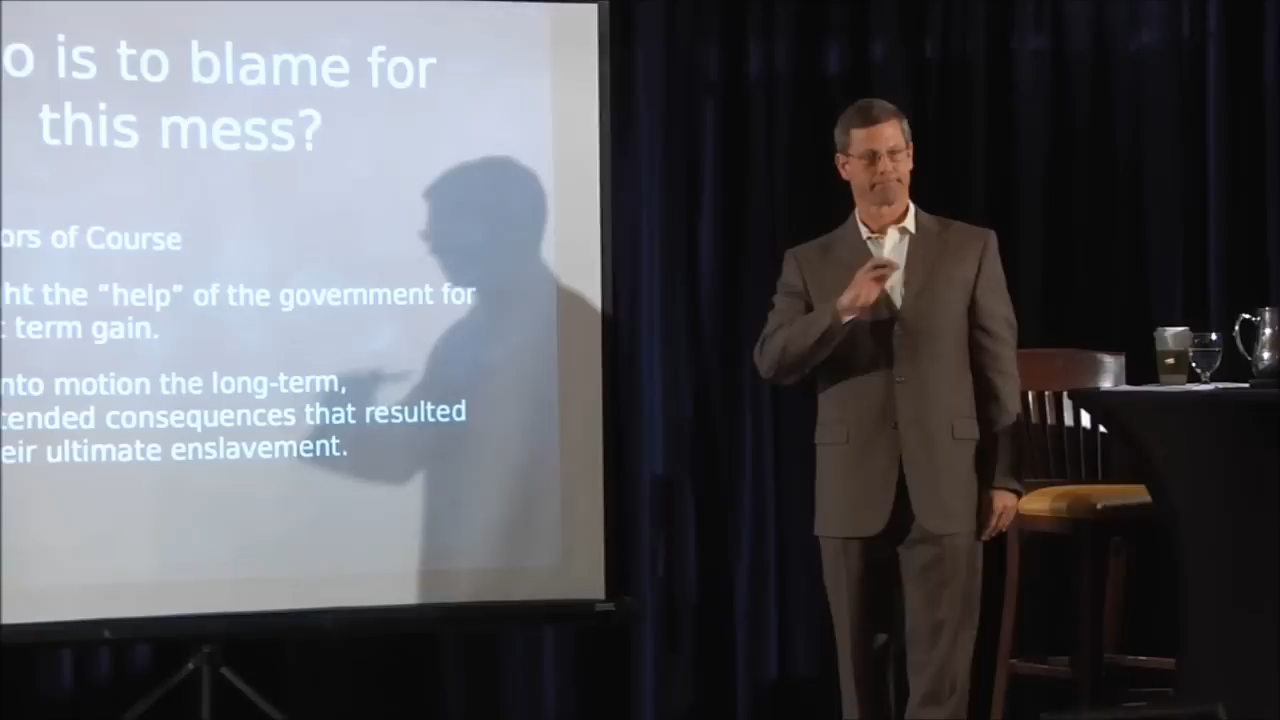 o is to blame for
this mess?
ors of Course
ht the "help" of the government for
t term gain.
nto motion the long-term,
tended consequences that resulted
eir ultimate enslavement.